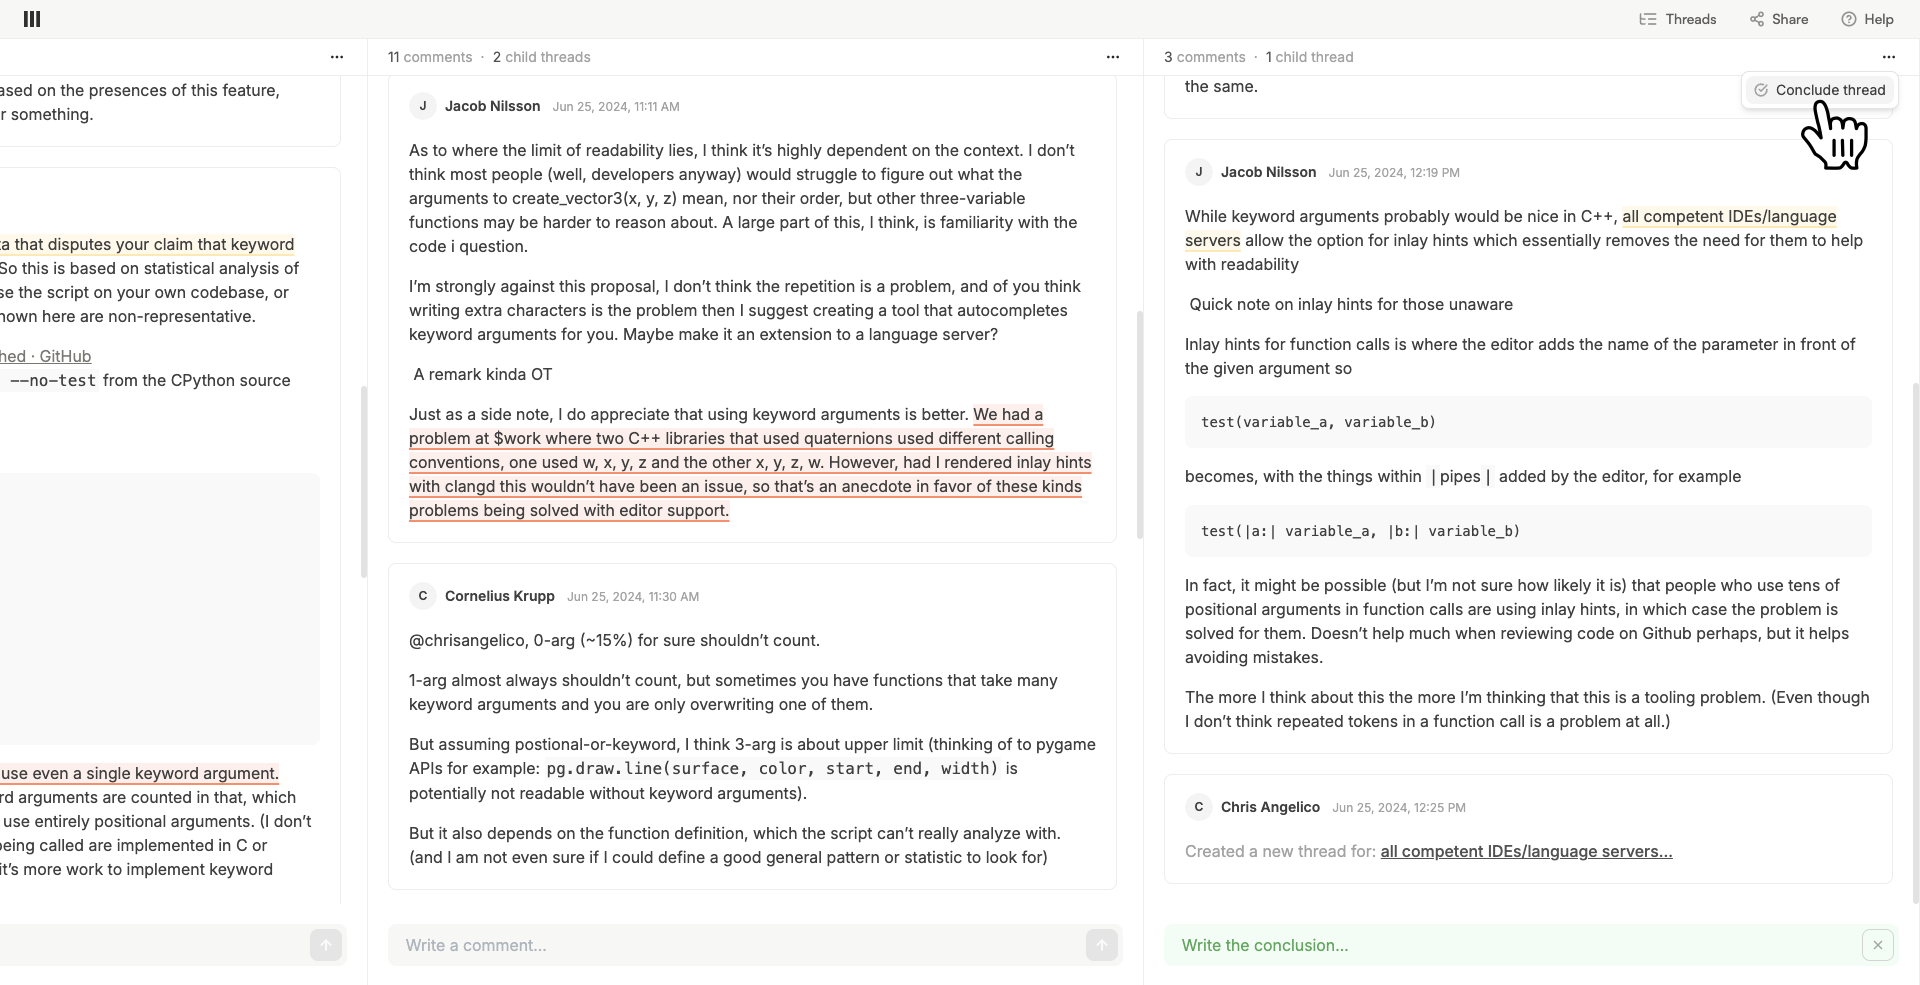 Threads
Share
Help
11 comments · 2 child threads
3 comments · 1 child thread
Conclude thread
ased on the presences of this feature,
r something.
a that disputes your claim that keyword
So this is based on statistical analysis of
se the script on your own codebase, or
nown here are non-representative.
hed · GitHub
--no-test from the CPython source
use even a single keyword argument.
rd arguments are counted in that, which
use entirely positional arguments. (I don’t
being called are implemented in C or
it’s more work to implement keyword
J Jacob Nilsson Jun 25, 2024, 11:11 AM
As to where the limit of readability lies, I think it’s highly dependent on the context. I don’t
think most people (well, developers anyway) would struggle to figure out what the
arguments to create_vector3(x, y, z) mean, nor their order, but other three-variable
functions may be harder to reason about. A large part of this, I think, is familiarity with the
code i question.
I’m strongly against this proposal, I don’t think the repetition is a problem, and of you think
writing extra characters is the problem then I suggest creating a tool that autocompletes
keyword arguments for you. Maybe make it an extension to a language server?
A remark kinda OT
Just as a side note, I do appreciate that using keyword arguments is better. We had a
problem at $work where two C++ libraries that used quaternions used different calling
conventions, one used w, x, y, z and the other x, y, z, w. However, had I rendered inlay hints
with clangd this wouldn’t have been an issue, so that’s an anecdote in favor of these kinds
problems being solved with editor support.
C Cornelius Krupp Jun 25, 2024, 11:30 AM
@chrisangelico, 0-arg (~15%) for sure shouldn’t count.
1-arg almost always shouldn’t count, but sometimes you have functions that take many
keyword arguments and you are only overwriting one of them.
But assuming postional-or-keyword, I think 3-arg is about upper limit (thinking of to pygame
APIs for example: pg.draw.line(surface, color, start, end, width) is
potentially not readable without keyword arguments).
But it also depends on the function definition, which the script can’t really analyze with.
(and I am not even sure if I could define a good general pattern or statistic to look for)
Write a comment...
the same.
J Jacob Nilsson Jun 25, 2024, 12:19 PM
While keyword arguments probably would be nice in C++, all competent IDEs/language
servers allow the option for inlay hints which essentially removes the need for them to help
with readability
Quick note on inlay hints for those unaware
Inlay hints for function calls is where the editor adds the name of the parameter in front of
the given argument so
test(variable_a, variable_b)
becomes, with the things within |pipes| added by the editor, for example
test(|a:| variable_a, |b:| variable_b)
In fact, it might be possible (but I’m not sure how likely it is) that people who use tens of
positional arguments in function calls are using inlay hints, in which case the problem is
solved for them. Doesn’t help much when reviewing code on Github perhaps, but it helps
avoiding mistakes.
The more I think about this the more I’m thinking that this is a tooling problem. (Even though
I don’t think repeated tokens in a function call is a problem at all.)
C Chris Angelico Jun 25, 2024, 12:25 PM
Created a new thread for: all competent IDEs/language servers...
Write the conclusion...